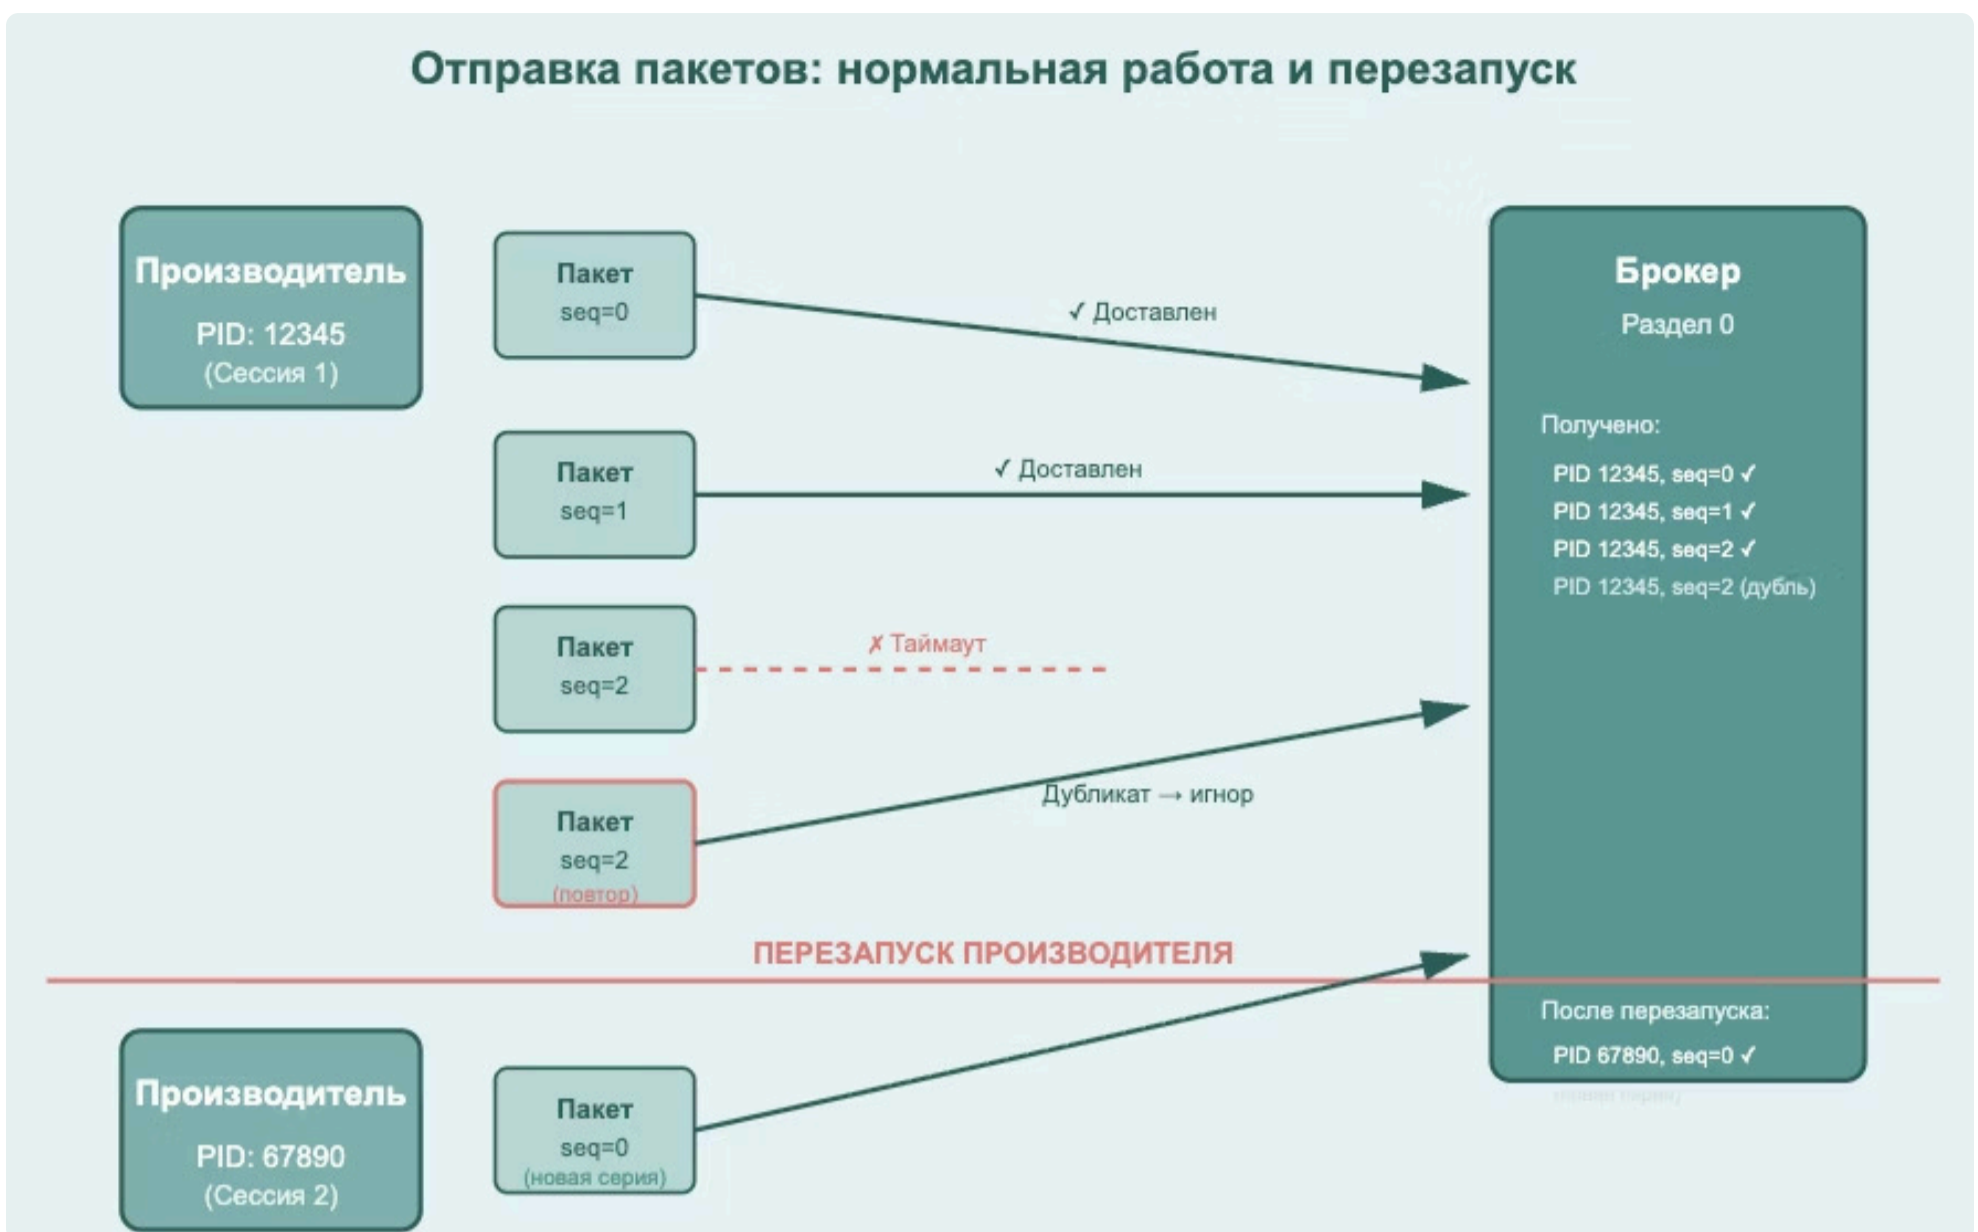 Отправка пакетов: нормальная работа и перезапуск
Производитель
PID: 12345
(Сессия 1)
Пакет
seq=0
✓ Доставлен
Пакет
seq=1
✓ Доставлен
Пакет
seq=2
✗ Таймаут
Пакет
seq=2
(повтор)
Дубликат → игнор
Брокер
Раздел 0
Получено:
PID 12345, seq=0 ✓
PID 12345, seq=1 ✓
PID 12345, seq=2 ✓
PID 12345, seq=2 (дубль)
ПЕРЕЗАПУСК ПРОИЗВОДИТЕЛЯ
Производитель
PID: 67890
(Сессия 2)
Пакет
seq=0
(новая серия)
После перезапуска:
PID 67890, seq=0 ✓